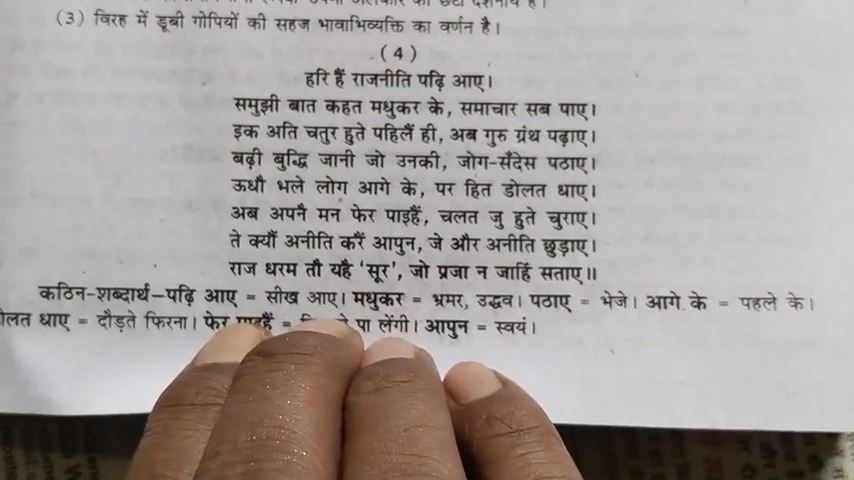 (3) विरह में डूबी गोपियों की सहज भावाभिव्यक्ति का वर्णन है।
(4)
हरि हैं राजनीति पढ़ि आए।
समुझी बात कहत मधुकर के, समाचार सब पाए।
इक अति चतुर हुते पहिलैं ही, अब गुरु ग्रंथ पढ़ाए।
बढ़ी बुद्धि जानी जो उनकी, जोग-सँदेस पठाए।
ऊधौ भले लोग आगे के, पर हित डोलत धाए।
अब अपनै मन फेर पाइहैं, चलत जु हुते चुराए।
ते क्यौं अनीति करैं आपुन, जे और अनीति छुड़ाए।
राज धरम तौ यहै 'सूर', जो प्रजा न जाहिं सताए॥
कठिन-शब्दार्थ–पढ़ि आए = सीख आए। मधुकर = भ्रमर, उद्धव। पठाए = भेजे। आगे के = पहले के।
धाए = दौड़ते फिरना। फेर = पा लेंगी। आपुन = स्वयं।